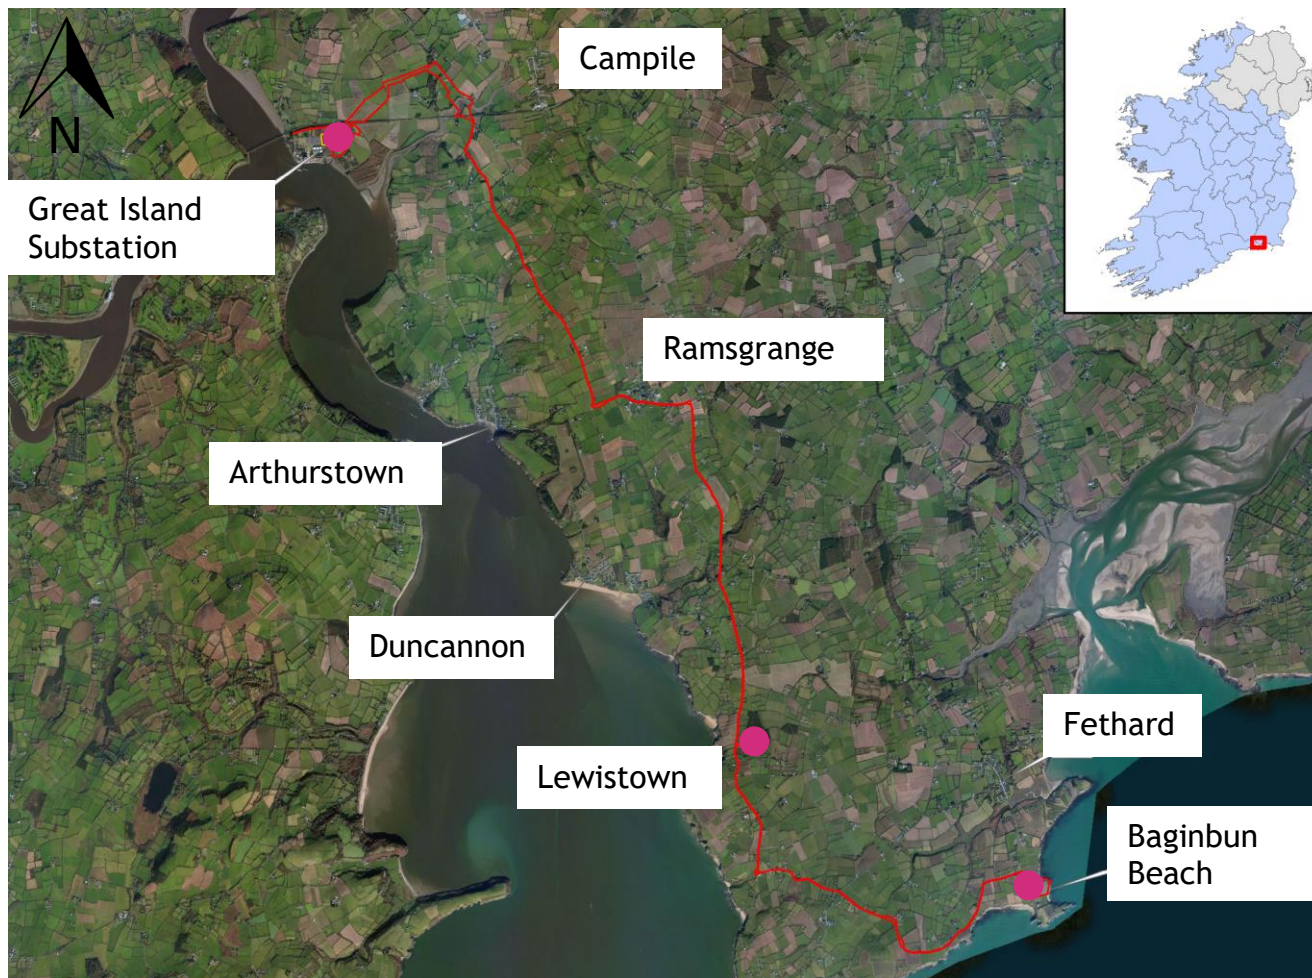 Campile
N
Great Island
Substation
Ramsgrange
Arthurstown
Duncannon
Fethard
Lewistown
Baginbun
Beach